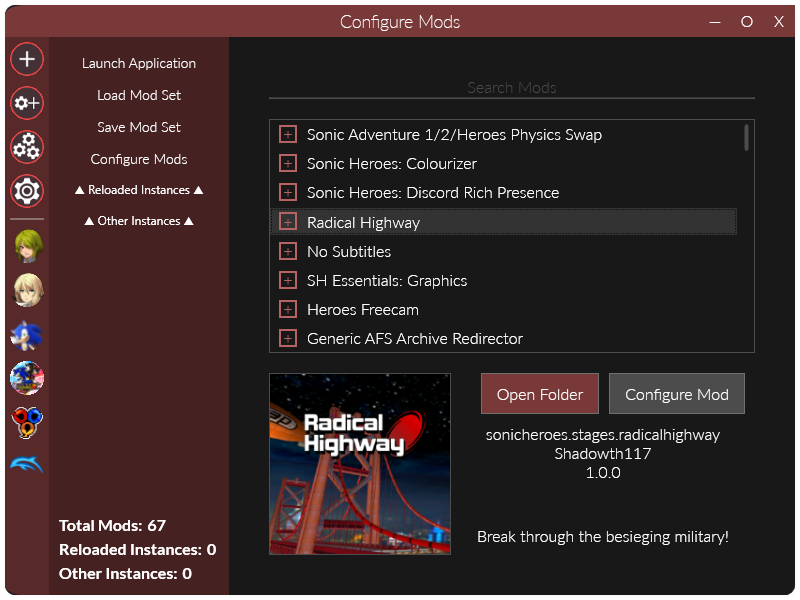 Configure Mods
Launch Application
Load Mod Set
Save Mod Set
Configure Mods
▲ Reloaded Instances ▲
▲ Other Instances ▲
Total Mods: 67
Reloaded Instances: 0
Other Instances: 0
Search Mods
Sonic Adventure 1/2/Heroes Physics Swap
Sonic Heroes: Colourizer
Sonic Heroes: Discord Rich Presence
Radical Highway
No Subtitles
SH Essentials: Graphics
Heroes Freecam
Generic AFS Archive Redirector
Radical
Highway
Open Folder
Configure Mod
sonicheroes.stages.radicalhighway
Shadowth117
1.0.0
Break through the besieging military!